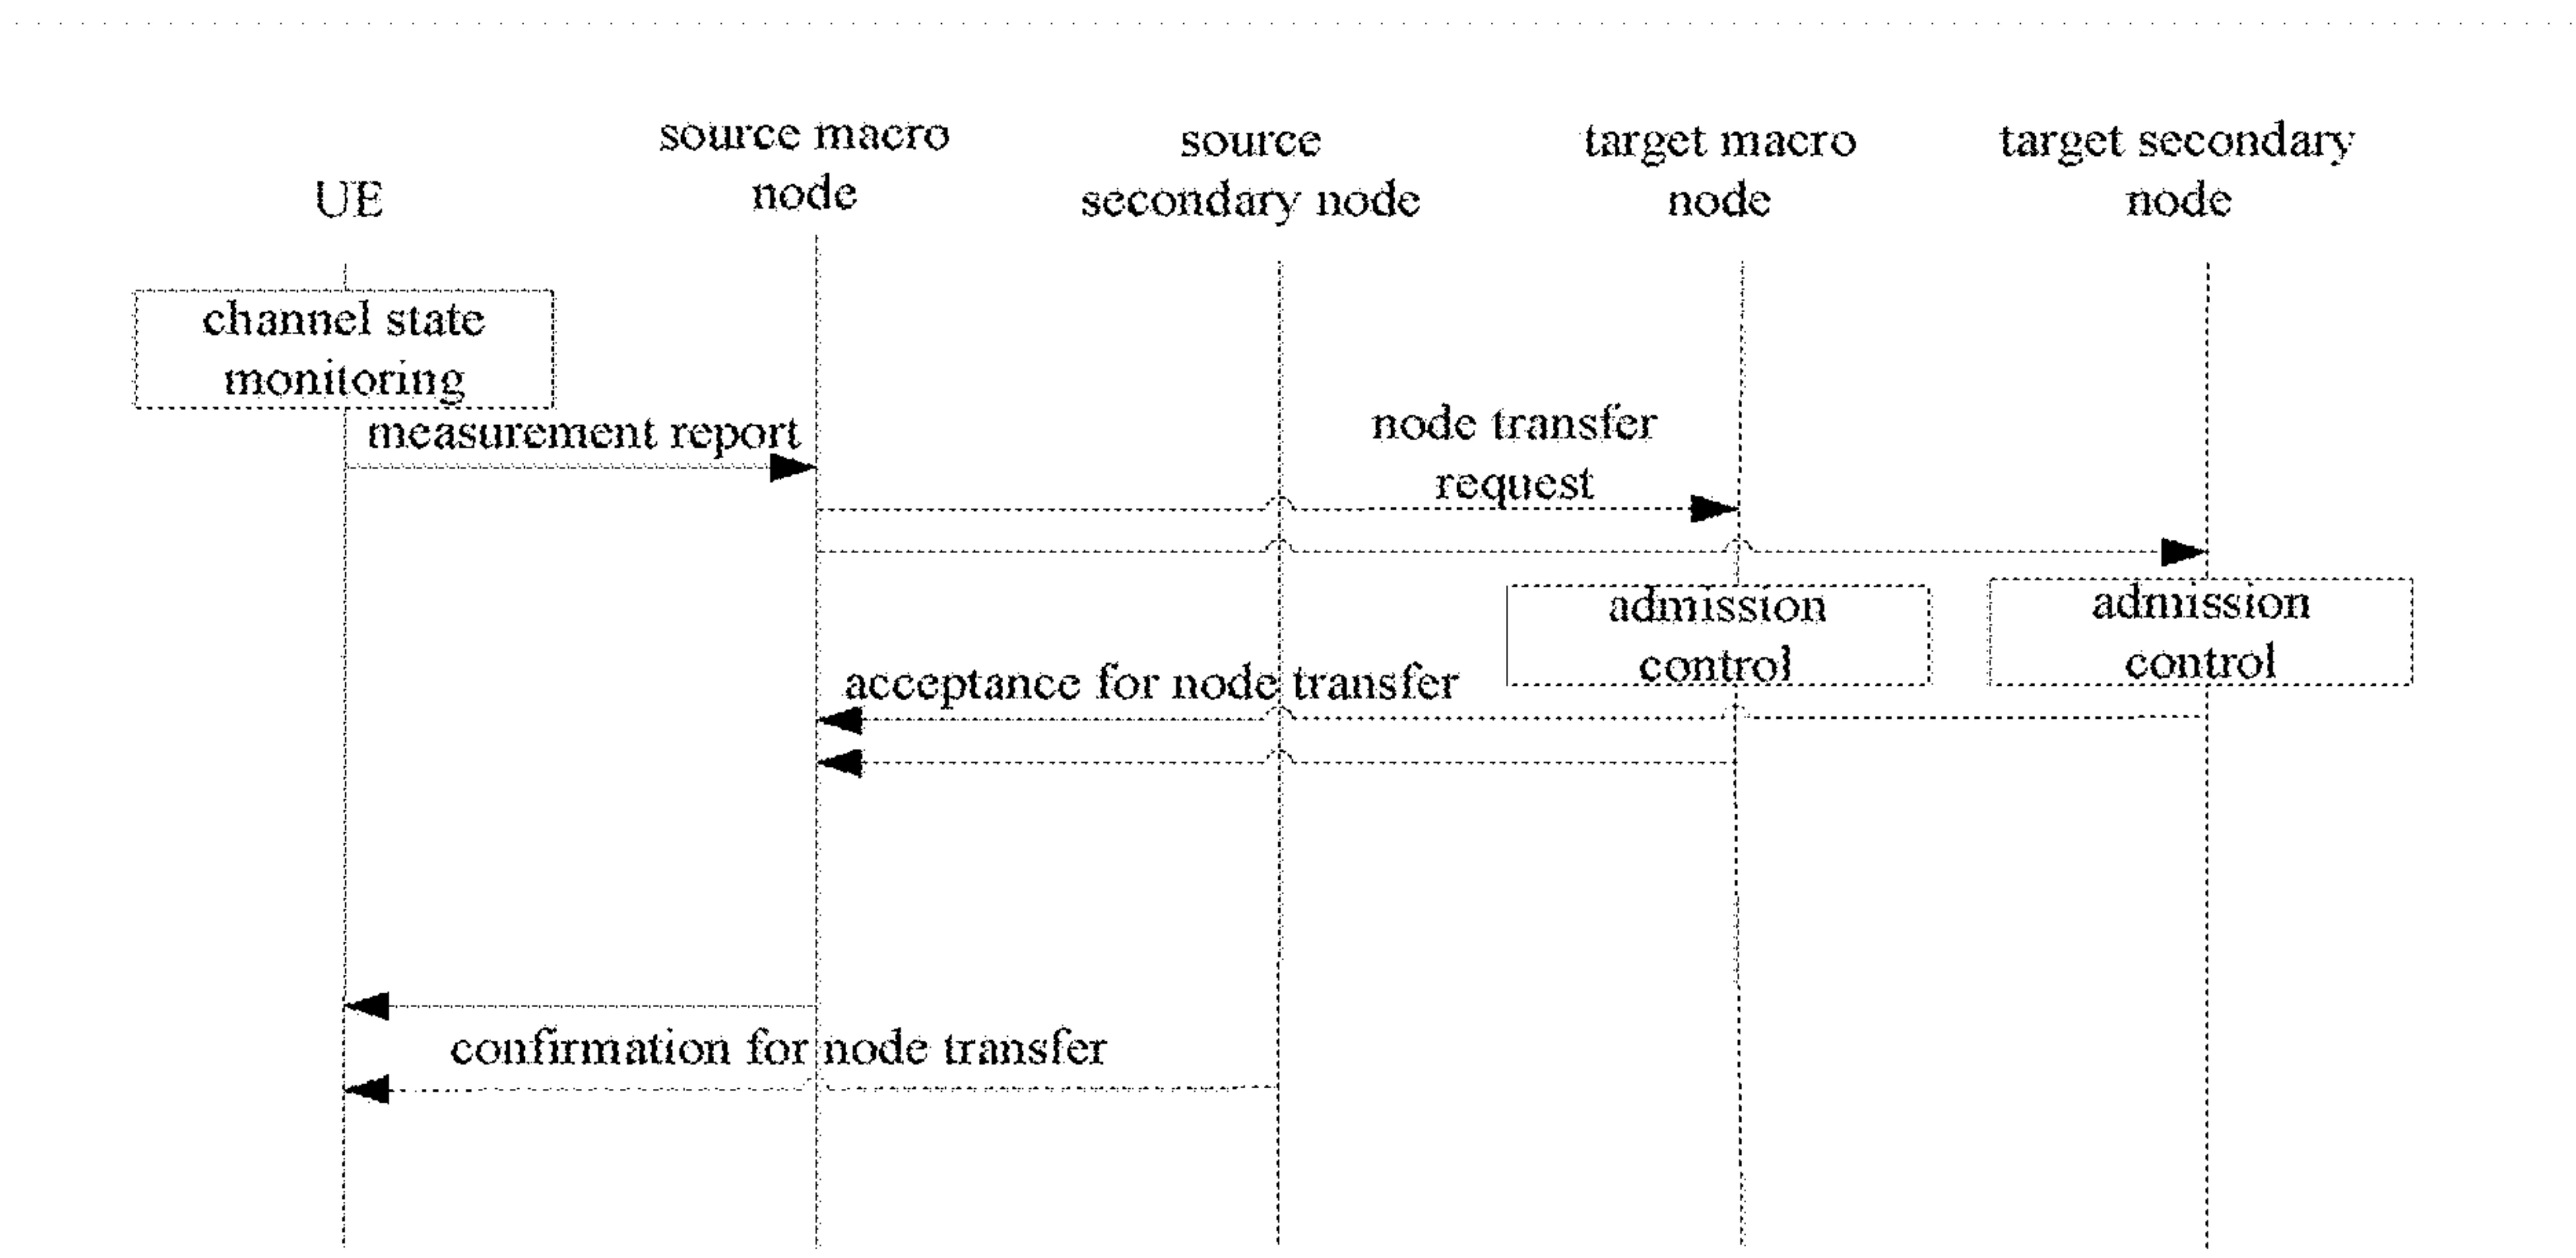 UE
source macro
node
source
secondary node
target macro
node
target secondary
node
channel state
monitoring
measurement report
node transfer
request
admission
control
admission
control
acceptance for node transfer
confirmation for node transfer